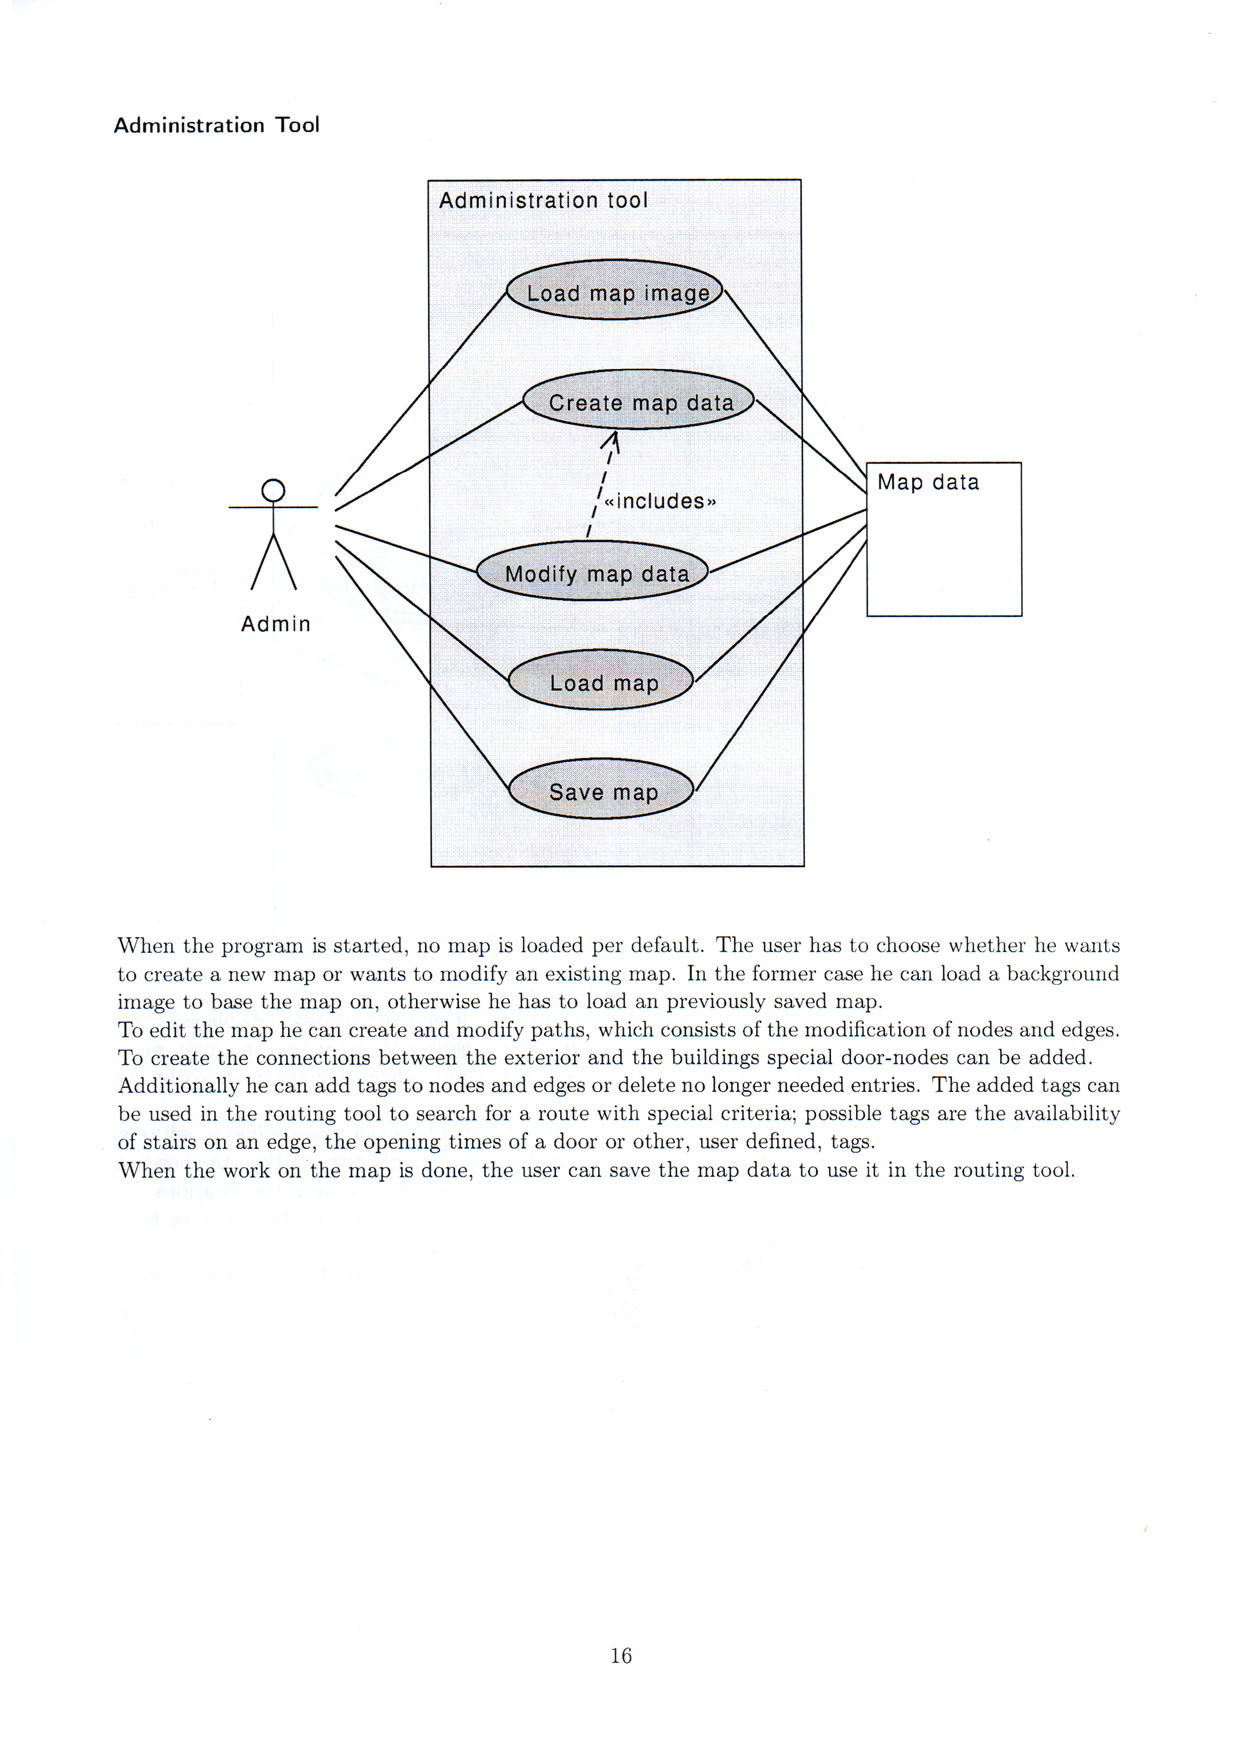 Administration Tool
Administration tool
Load map image
Create map data
Map data
«includes»
Modify map data
Admin
Load map
Save map
When the program is started, no map is loaded per default. The user has to choose whether he wants
to create a new map or wants to modify an existing map. In the former case he can load a background
image to base the map on, otherwise he has to load an previously saved map.
To edit the map he can create and modify paths, which consists of the modification of nodes and edges.
To create the connections between the exterior and the buildings special door-nodes can be added.
Additionally he can add tags to nodes and edges or delete no longer needed entries. The added tags can
be used in the routing tool to search for a route with special criteria; possible tags are the availability
of stairs on an edge, the opening times of a door or other, user defined, tags.
When the work on the map is done, the user can save the map data to use it in the routing tool.
16